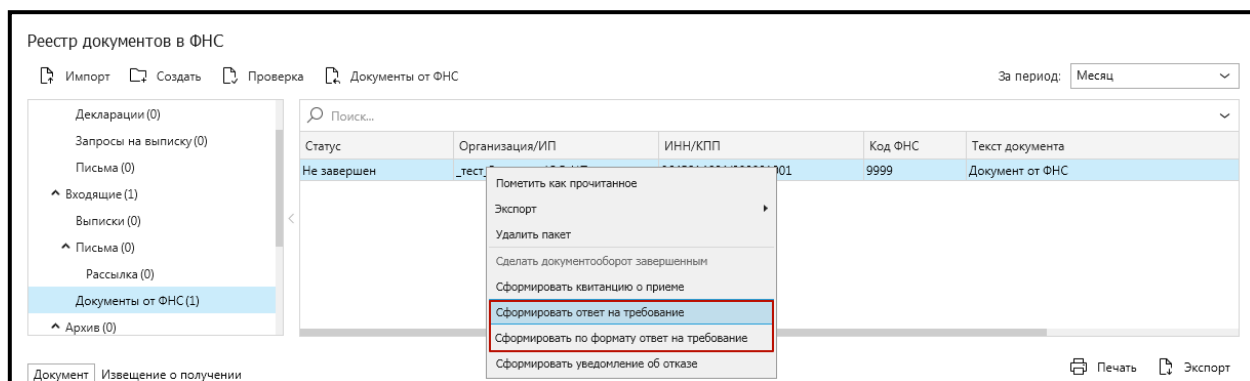 Реестр документов в ФНС
Импорт Создать Проверка Документы от ФНС За период: Месяц
Декларации (0)
Запросы на выписку (0)
Письма (0)
Входящие (1)
Выписки (0)
Письма (0)
Рассылка (0)
Документы от ФНС (1)
Архив (0)
Поиск...
Статус Организация/ИП ИНН/КПП Код ФНС Текст документа
Не завершен _тест 9999 Документ от ФНС
Пометить как прочитанное
Экспорт
Удалить пакет
Сделать документооборот завершенным
Сформировать квитанцию о приеме
Сформировать ответ на требование
Сформировать по формату ответ на требование
Сформировать уведомление об отказе
Документ Извещение о получении Печать Экспорт